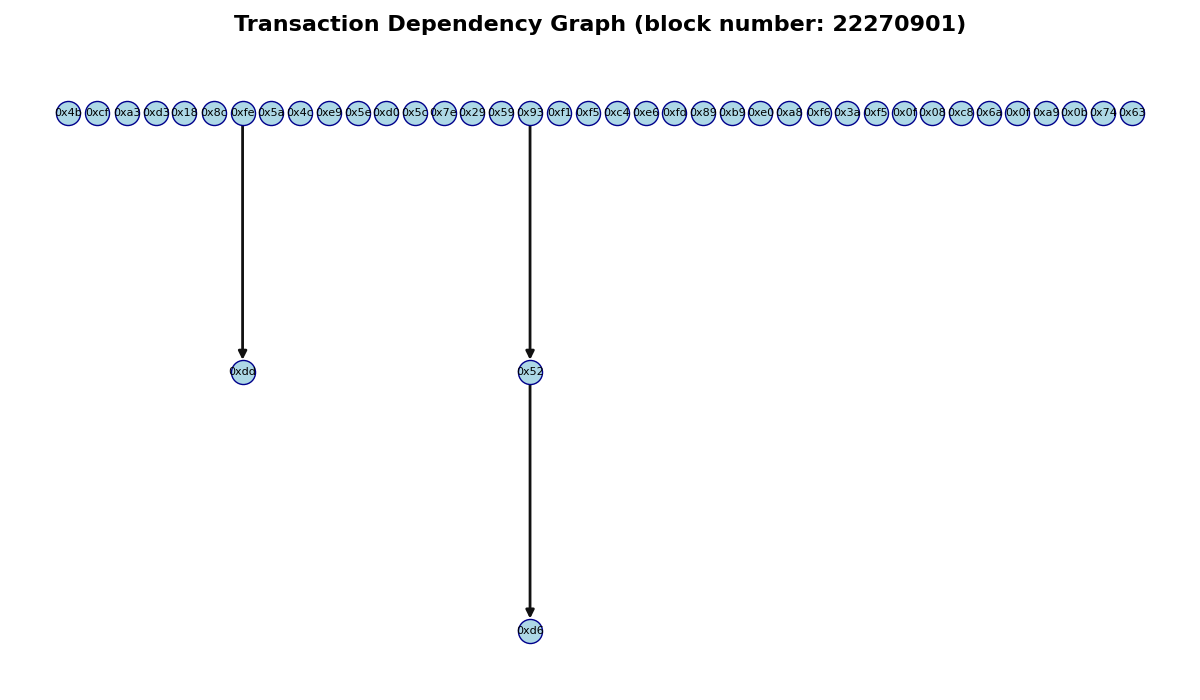 Transaction Dependency Graph (block number: 22270901)
0x4b 0xcf 0xa3 0xd3 0x18 0x8c 0xfe 0x5a 0x4c 0xe9 0x5e 0xd0 0x5c 0x7e 0x29 0x59 0x93 0xf1 0xf5 0xc4 0xe6 0xfd 0x89 0xb9 0xe0 0xa8 0xf6 0x3a 0xf5 0x0f 0x08 0xc8 0x6a 0x0f 0xa9 0x0b 0x74 0x63
0xdd 0x52
0xd6